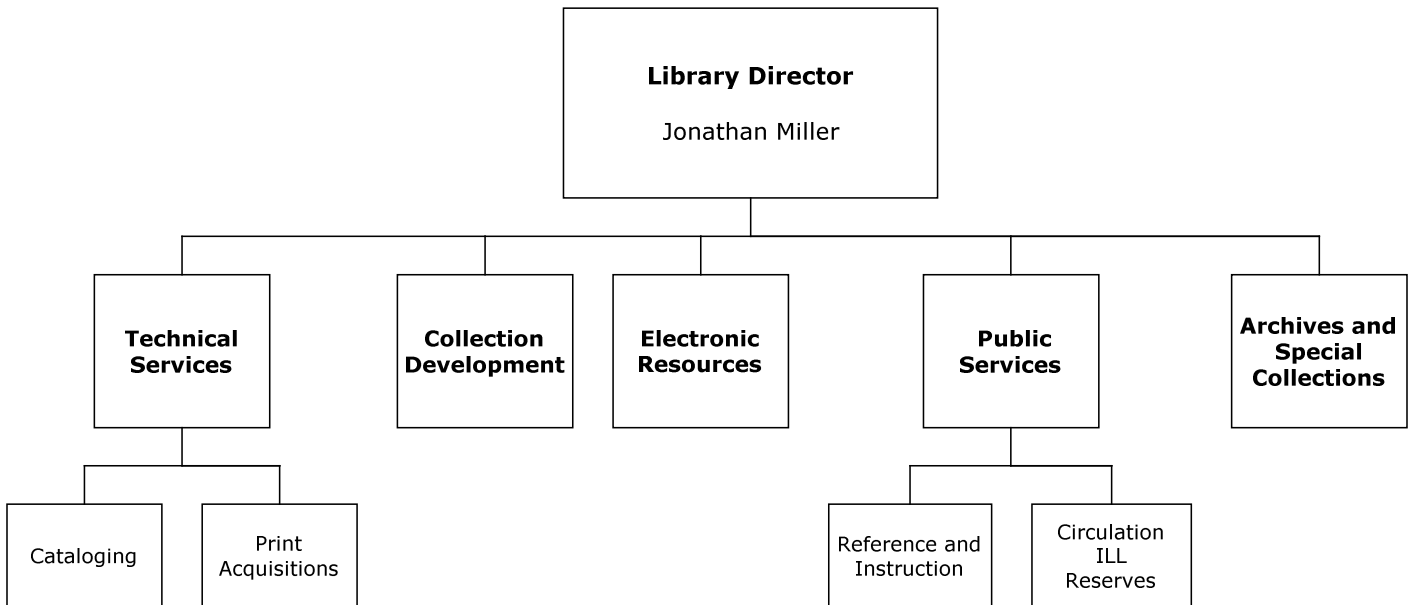 Library Director
Jonathan Miller
Technical
Services
Collection
Development
Electronic
Resources
Public
Services
Archives and
Special
Collections
Cataloging
Print
Acquisitions
Reference and
Instruction
Circulation
ILL
Reserves